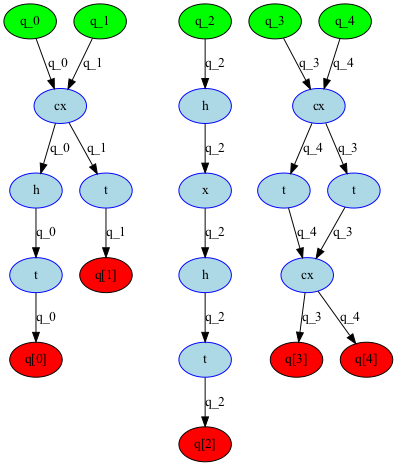 q_0 q_1 q_2 q_3 q_4
q_0 q_1 q_2 q_3 q_4
cx h cx
q_0 q_1 q_2 q_4 q_3
h t x t t
q_0 q_1 q_2 q_4 q_3
t q[1] h cx
q_0 q_2 q_3 q_4
q[0] t q[3] q[4]
q_2
q[2]